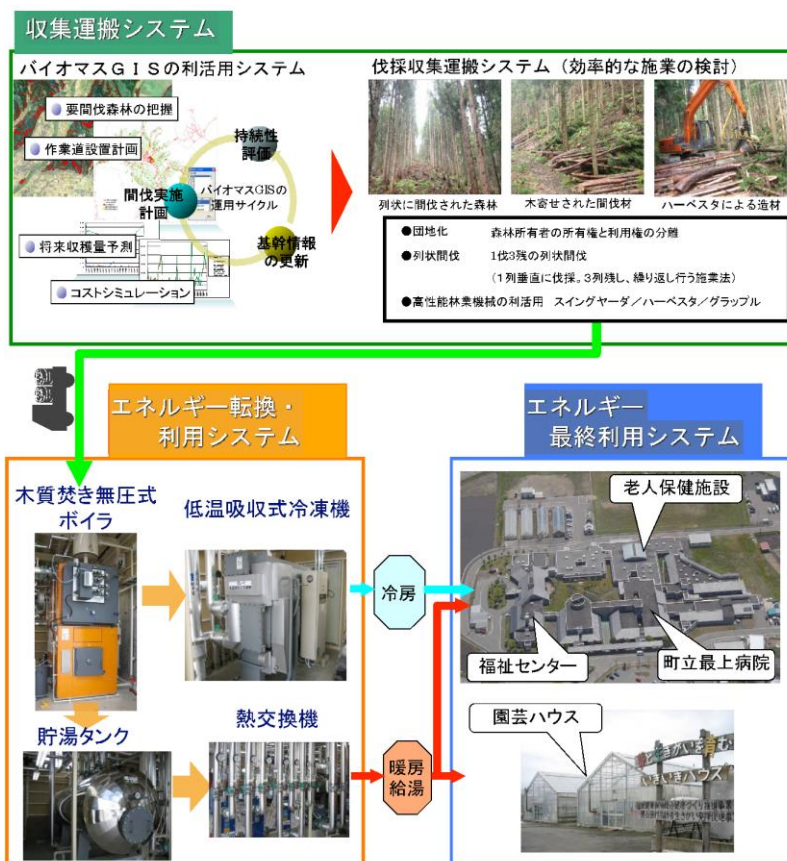 収集運搬システム
バイオマスGISの利活用システム
要間伐森林の把握
作業道設置計画
持続性
評価
間伐実施
計画
バイオマスGISの
運用サイクル
将来収穫量予測
基幹情報
の更新
コストシミュレーション
伐採収集運搬システム(効率的な施業の検討)
列状に間伐された森林
木寄せされた間伐材
ハーベスタによる造材
●団地化 森林所有者の所有権と利用権の分離
●列状間伐 1伐3残の列状間伐
(1列垂直に伐採。3列残し、繰り返し行う施業法)
●高性能林業機械の利活用 スイングヤーダ/ハーベスタ/グラップル
エネルギー転換・
利用システム
木質焚き無圧式
ボイラ
低温吸収式冷凍機
貯湯タンク
熱交換機
冷房
暖房
給湯
エネルギー
最終利用システム
老人保健施設
福祉センター
町立最上病院
園芸ハウス
いきいきハウス